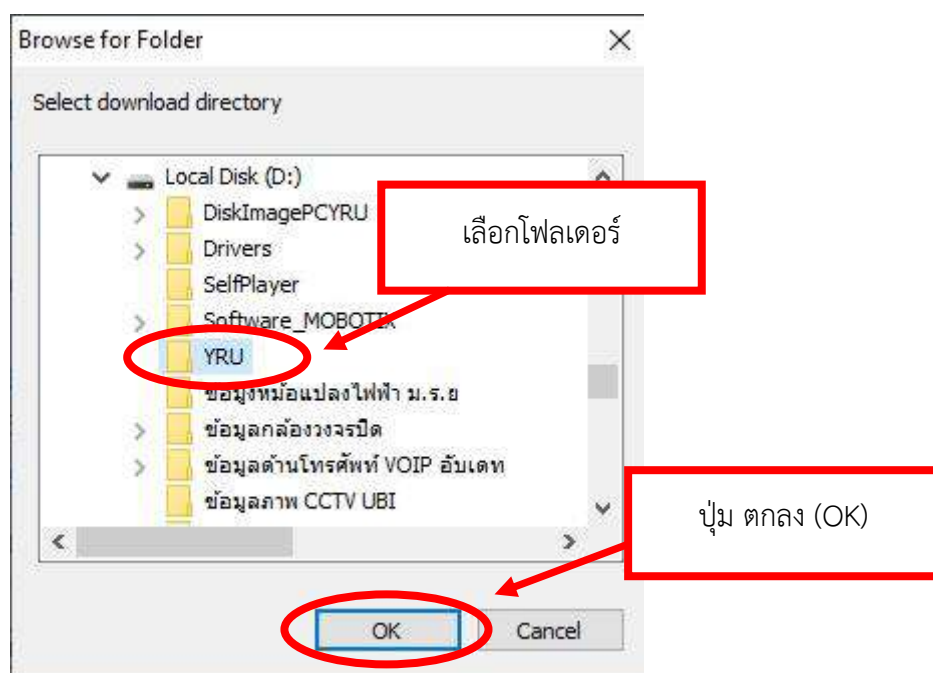 Browse for Folder
Select download directory
Local Disk (D:)
DiskImagePCYRU
เลือกโฟลเดอร์
Drivers
SelfPlayer
Software_MOBOTIX
YRU
ข้อมูงหม้อแปลงไฟฟ้า ม.ร.ย
ข้อมูลกล้องวงจรปิด
ข้อมูลด้านโทรศัพท์ VOIP อับเดท
ข้อมูลภาพ CCTV UBI
ปุ่ม ตกลง (OK)
OK
Cancel